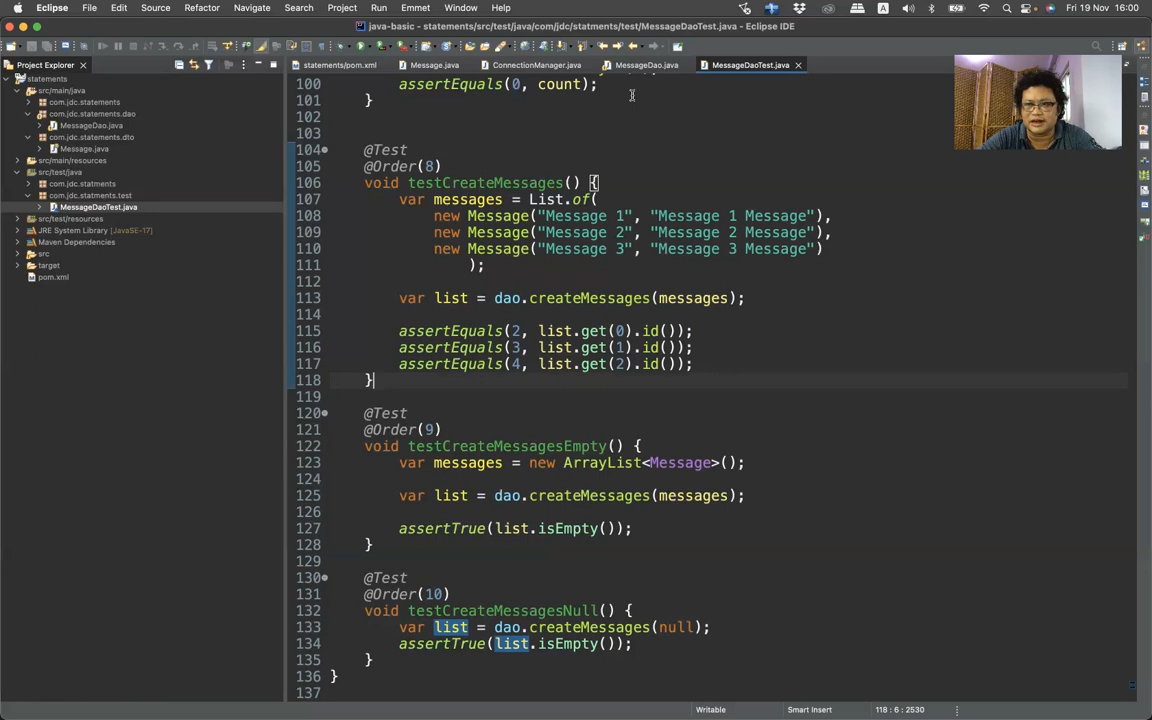 Eclipse File Edit Source Refactor Navigate Search Project Run Emmet Window Help A Fri 19 Nov 16:00
java-basic - statements/src/test/java/com/jdc/statments/test/MessageDaoTest.java - Eclipse IDE
Project Explorer
statements/pom.xml Message.java ConnectionManager.java MessageDao.java MessageDaoTest.java
statements
src/main/java
com.jdc.statements
com.jdc.statements.dao
MessageDao.java
com.jdc.statements.dto
Message.java
src/main/resources
src/test/java
com.jdc.statments
com.jdc.statments.test
MessageDaoTest.java
src/test/resources
JRE System Library [JavaSE-17]
Maven Dependencies
src
target
pom.xml
100 assertEquals(0, count);
101 }
102
103
104 @Test
105 @Order(8)
106 void testCreateMessages() {
107 var messages = List.of(
108 new Message("Message 1", "Message 1 Message"),
109 new Message("Message 2", "Message 2 Message"),
110 new Message("Message 3", "Message 3 Message")
111 );
112
113 var list = dao.createMessages(messages);
114
115 assertEquals(2, list.get(0).id());
116 assertEquals(3, list.get(1).id());
117 assertEquals(4, list.get(2).id());
118 }
119
120 @Test
121 @Order(9)
122 void testCreateMessagesEmpty() {
123 var messages = new ArrayList<Message>();
124
125 var list = dao.createMessages(messages);
126
127 assertTrue(list.isEmpty());
128 }
129
130 @Test
131 @Order(10)
132 void testCreateMessagesNull() {
133 var list = dao.createMessages(null);
134 assertTrue(list.isEmpty());
135 }
136 }
137
Writable Smart Insert 118 : 6 : 2530